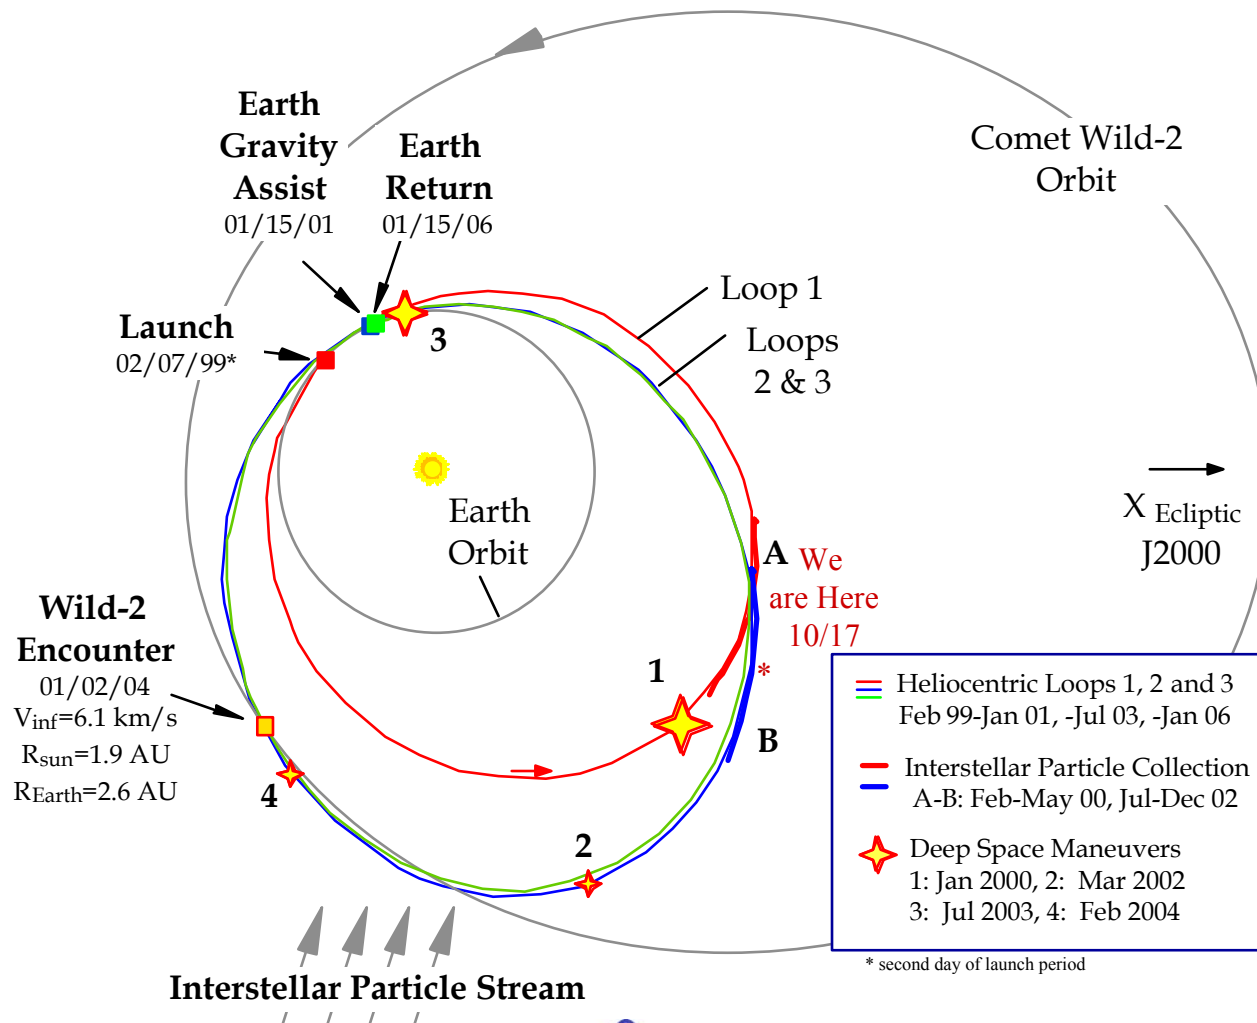 Earth
Gravity
Assist
01/15/01
Earth
Return
01/15/06
Comet Wild-2
Orbit
Launch
02/07/99*
3
Loop 1
Loops
2 & 3
Earth
Orbit
X Ecliptic
J2000
A
We
are Here
10/17
*
Wild-2
Encounter
01/02/04
Vinf=6.1 km/s
Rsun=1.9 AU
REarth=2.6 AU
1
B
4
2
Heliocentric Loops 1, 2 and 3
Feb 99-Jan 01, -Jul 03, -Jan 06
Interstellar Particle Collection
A-B: Feb-May 00, Jul-Dec 02
Deep Space Maneuvers
1: Jan 2000, 2: Mar 2002
3: Jul 2003, 4: Feb 2004
* second day of launch period
Interstellar Particle Stream